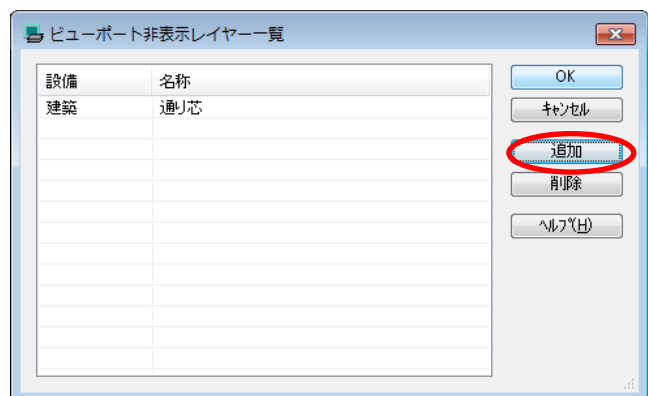 ビューポート非表示レイヤー一覧
設備 名称
建築 通り芯
OK
キャンセル
追加
削除
ヘルプ(H)